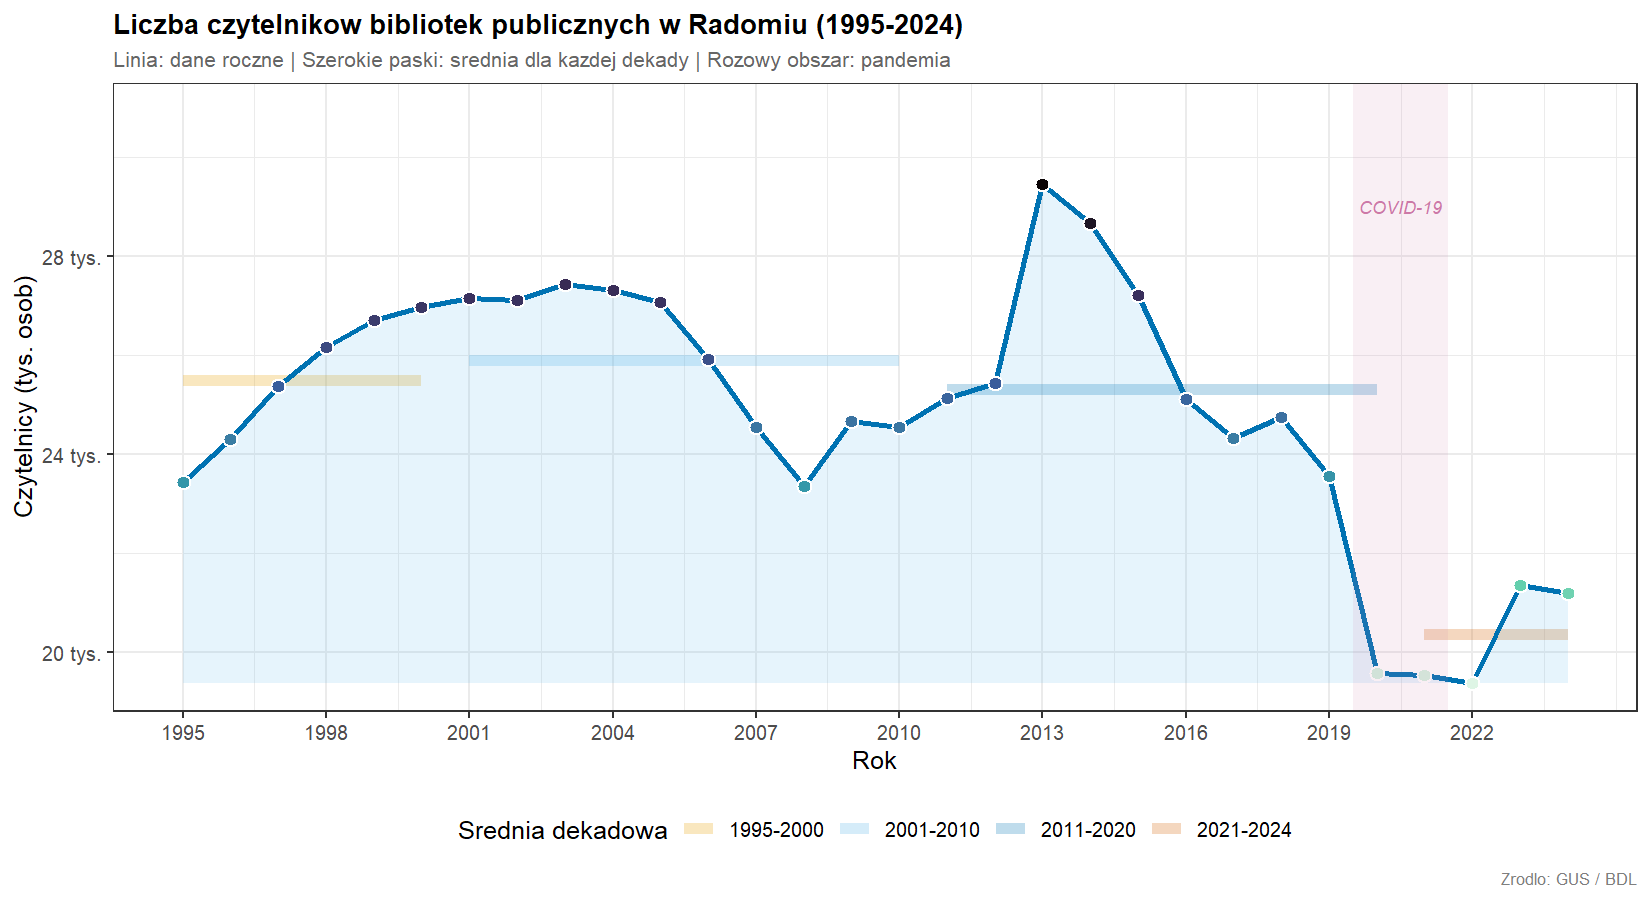 Liczba czytelnikow bibliotek publicznych w Radomiu (1995-2024)
Linia: dane roczne | Szerokie paski: srednia dla kazdej dekady | Rozowy obszar: pandemia
COVID-19
28 tys.
24 tys.
20 tys.
Czytelnicy (tys. osob)
1995 1998 2001 2004 2007 2010 2013 2016 2019 2022
Rok
Srednia dekadowa 1995-2000 2001-2010 2011-2020 2021-2024
Zrodlo: GUS / BDL